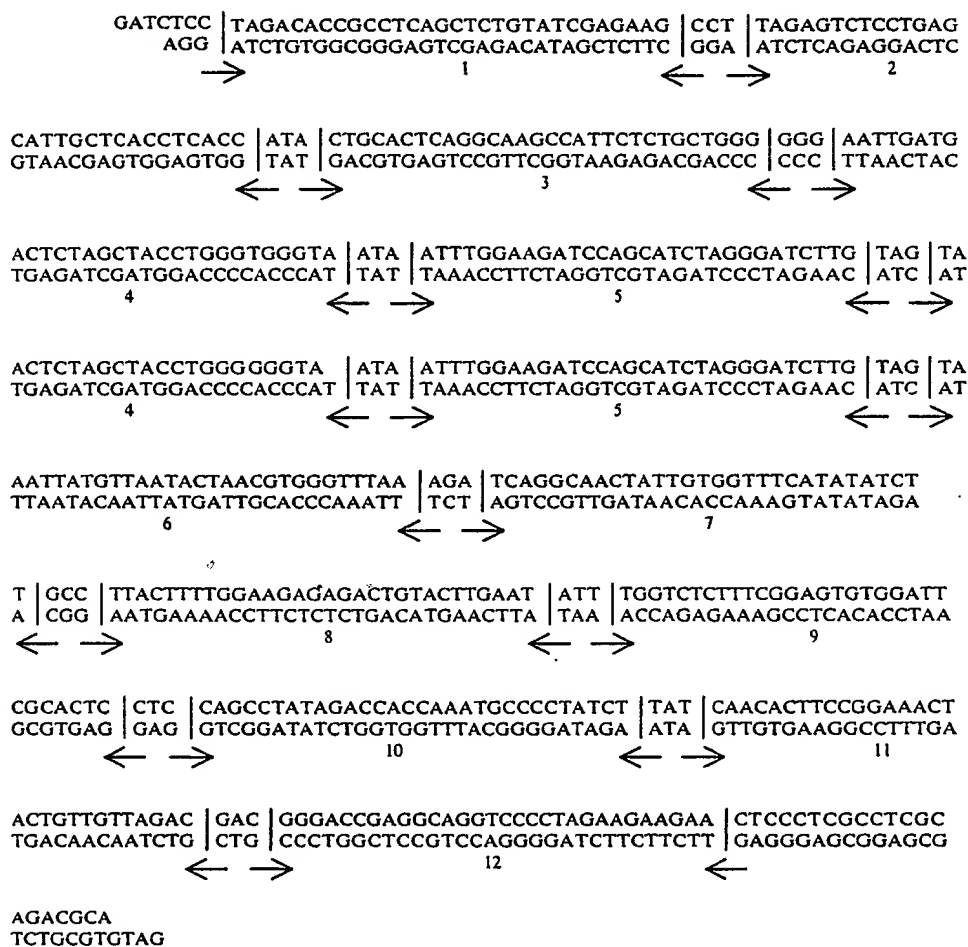 GATCTCC | TAGACACCGCCTCAGCTCTGTATCGAGAAG | CCT | TAGAGTCTCCTGAG
AGG | ATCTGTGGCGGGAGTCGAGACATAGCTCTTC | GGA | ATCTCAGAGGACTC
1 2
CATTGCTCACCTCACC | ATA | CTGCACTCAGGCAAGCCATTCTCTGCTGGG | GGG | AATTGATG
GTAACGAGTGGAGTGG | TAT | GACGTGAGTCCGTTCGGTAAGAGACGACCC | CCC | TTAACTAC
3
ACTCTAGCTACCTGGGTGGGTA | ATA | ATTTGGAAGATCCAGCATCTAGGGATCTTG | TAG | TA
TGAGATCGATGGACCCCACCCAT | TAT | TAAACCTTCTAGGTCGTAGATCCCTAGAAC | ATC | AT
4 5
ACTCTAGCTACCTGGGGGGTA | ATA | ATTTGGAAGATCCAGCATCTAGGGATCTTG | TAG | TA
TGAGATCGATGGACCCCACCCAT | TAT | TAAACCTTCTAGGTCGTAGATCCCTAGAAC | ATC | AT
4 5
AATTATGTTAATACTAACGTGGGTTTAA | AGA | TCAGGCAACTATTGTGGTTTCATATATCT
TTAATACAATTATGATTGCACCCAAATT | TCT | AGTCCGTTGATAACACCAAAGTATATAGA
6 7
T | GCC | TTACTTTTGGAAGAGAGACTGTACTTGAAT | ATT | TGGTCTCTTTCGGAGTGTGGATT
A | CGG | AATGAAAACCTTCTCTCTGACATGAACTTA | TAA | ACCAGAGAAAGCCTCACACCTAA
8 9
CGCACTC | CTC | CAGCCTATAGACCACCAAATGCCCCTATCT | TAT | CAACACTTCCGGAAACT
GCGTGAG | GAG | GTCGGATATCTGGTGGTTTACGGGGATAGA | ATA | GTTGTGAAGGCCTTTGA
10 11
ACTGTTGTTAGAC | GAC | GGGACCGAGGCAGGTCCCCTAGAAGAAGAA | CTCCCTCGCCTCGC
TGACAACAATCTG | CTG | CCCTGGCTCCGTCCAGGGGATCTTCTTCTT | GAGGGAGCGGAGCG
12
AGACGCA
TCTGCGTGTAG